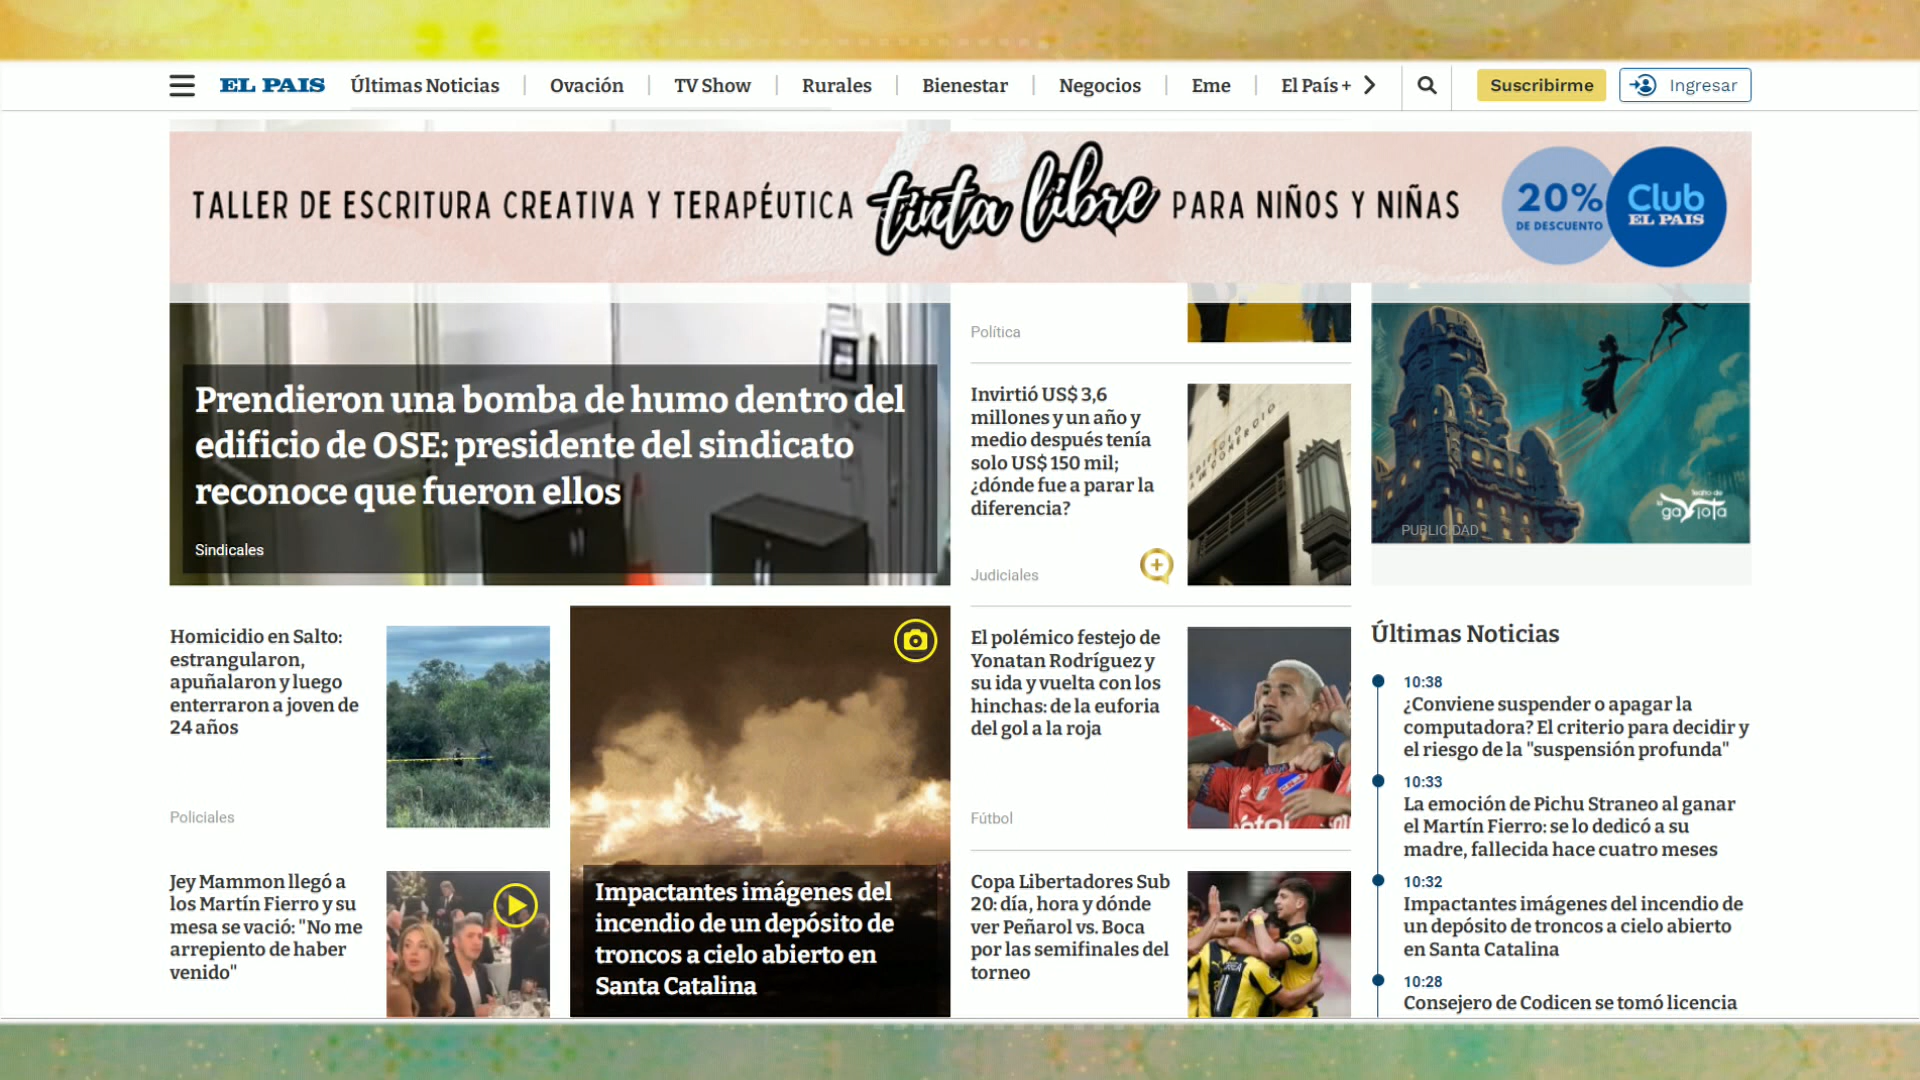 EL PAIS
Últimas Noticias
Ovación
TV Show
Rurales
Bienestar
Negocios
Eme
El País +
Suscribirme
Ingresar
TALLER DE ESCRITURA CREATIVA Y TERAPÉUTICA tinta libre PARA NIÑOS Y NIÑAS
20%
DE DESCUENTO
Club
EL PAIS
Prendieron una bomba de humo dentro del
edificio de OSE: presidente del sindicato
reconoce que fueron ellos
Sindicales
Homicidio en Salto:
estrangularon,
apuñalaron y luego
enterraron a joven de
24 años
Policiales
Jey Mammon llegó a
los Martín Fierro y su
mesa se vació: "No me
arrepiento de haber
venido"
Impactantes imágenes del
incendio de un depósito de
troncos a cielo abierto en
Santa Catalina
Política
Invirtió US$ 3,6
millones y un año y
medio después tenía
solo US$ 150 mil;
¿dónde fue a parar la
diferencia?
Judiciales
El polémico festejo de
Yonatan Rodríguez y
su ida y vuelta con los
hinchas: de la euforia
del gol a la roja
Fútbol
Copa Libertadores Sub
20: día, hora y dónde
ver Peñarol vs. Boca
por las semifinales del
torneo
gaviota
PUBLICIDAD
Últimas Noticias
10:38
¿Conviene suspender o apagar la
computadora? El criterio para decidir y
el riesgo de la "suspensión profunda"
10:33
La emoción de Pichu Straneo al ganar
el Martín Fierro: se lo dedicó a su
madre, fallecida hace cuatro meses
10:32
Impactantes imágenes del incendio de
un depósito de troncos a cielo abierto
en Santa Catalina
10:28
Consejero de Codicen se tomó licencia